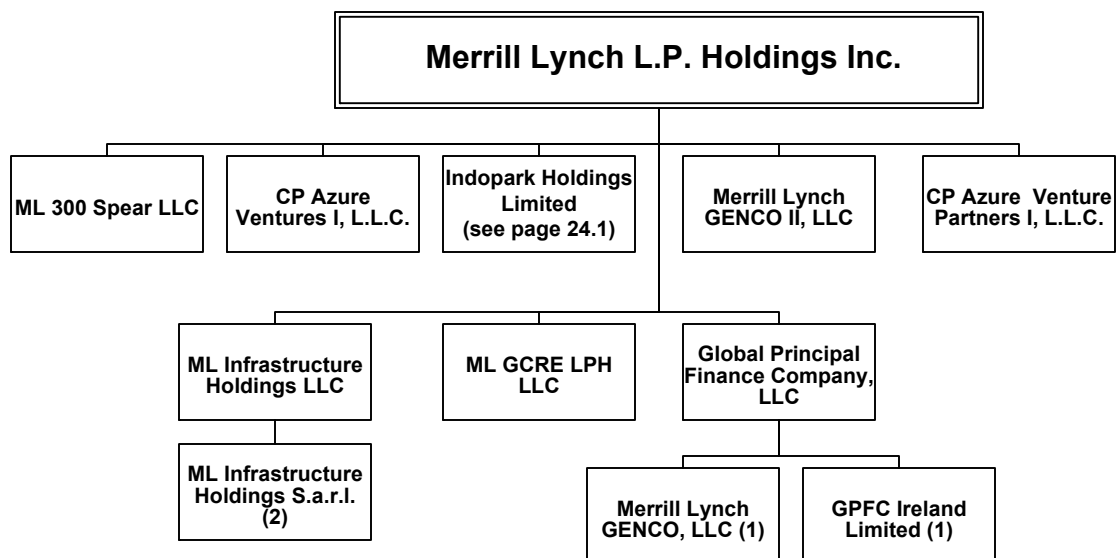 Merrill Lynch L.P. Holdings Inc.
ML 300 Spear LLC
CP Azure
Ventures I, L.L.C.
Indopark Holdings
Limited
(see page 24.1)
Merrill Lynch
GENCO II, LLC
CP Azure Venture
Partners I, L.L.C.
ML Infrastructure
Holdings LLC
ML GCRE LPH
LLC
Global Principal
Finance Company,
LLC
ML Infrastructure
Holdings S.a.r.l.
(2)
Merrill Lynch
GENCO, LLC (1)
GPFC Ireland
Limited (1)